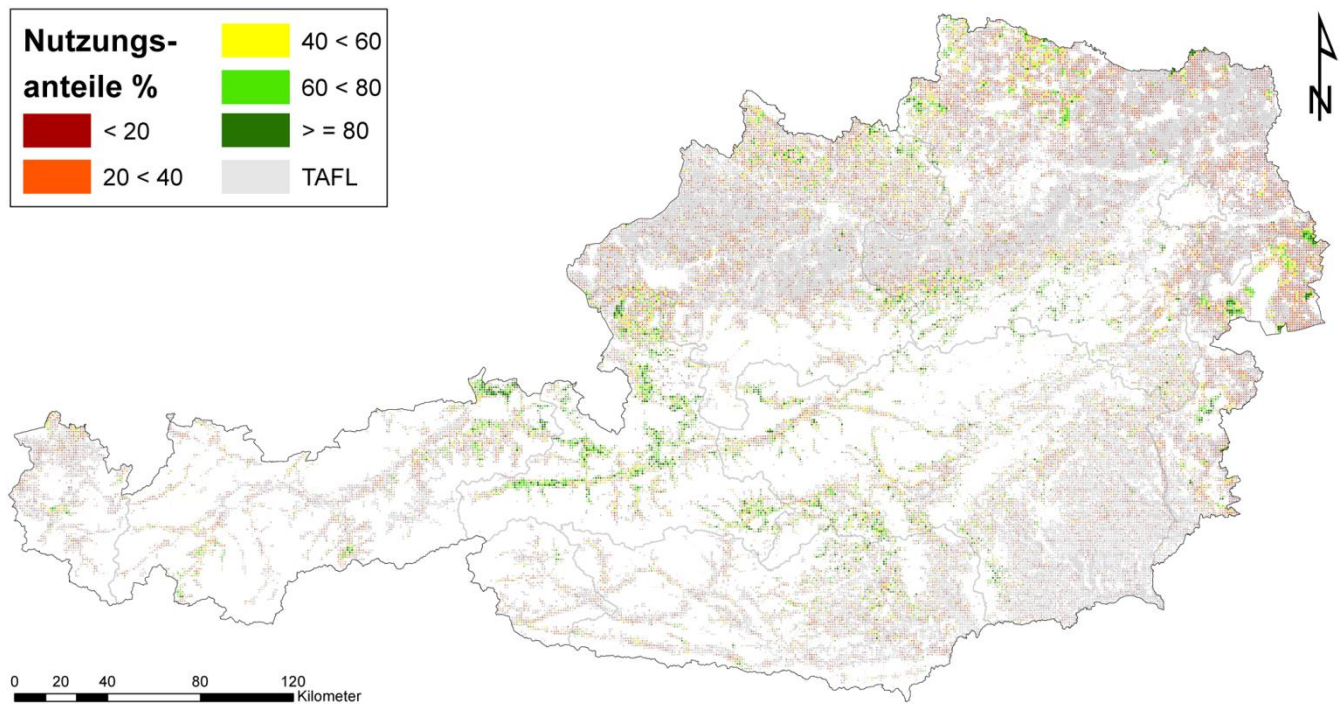 Nutzungs-
anteile %
< 20
20 < 40
40 < 60
60 < 80
> = 80
TAFL
N
0 20 40 80 120
Kilometer